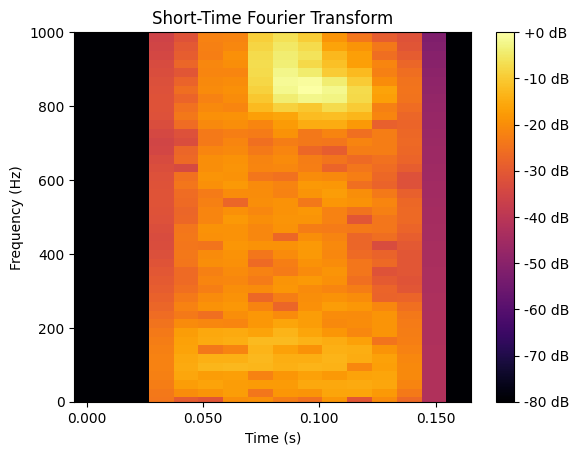 Short-Time Fourier Transform
1000
800
600
400
200
0
Frequency (Hz)
0.000
0.050
0.100
0.150
Time (s)
+0 dB
-10 dB
-20 dB
-30 dB
-40 dB
-50 dB
-60 dB
-70 dB
-80 dB